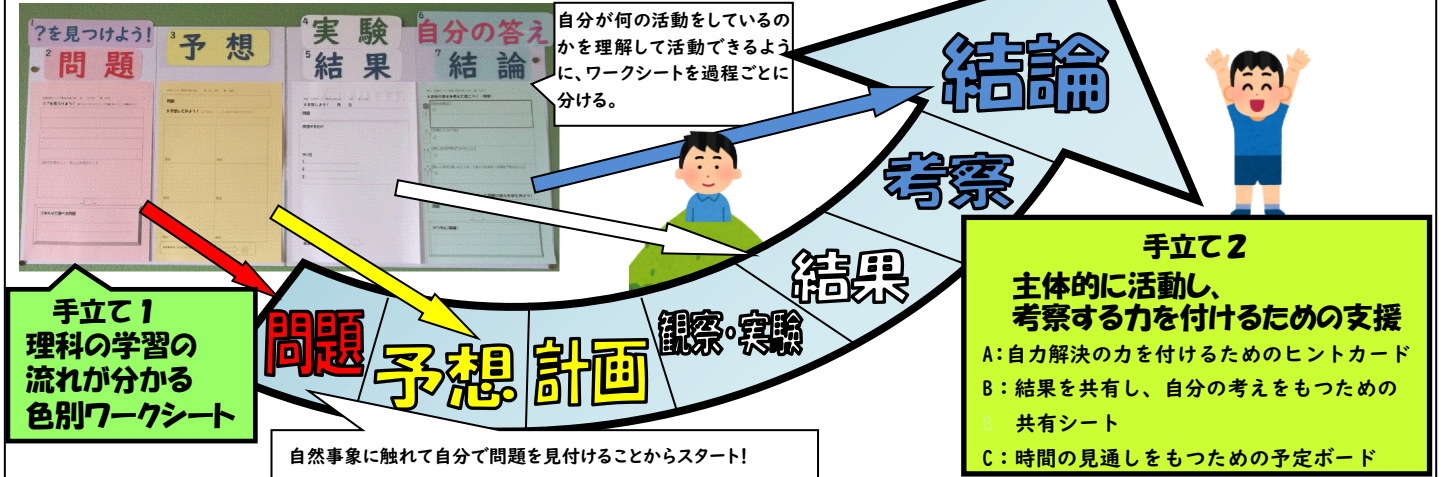 1
?を見つけよう!
2
問題
3
予想
4
実験
5
結果
6
自分の答え
7
結論
自分が何の活動をしているの
かを理解して活動できるよう
に、ワークシートを過程ごとに
分ける。
結論
考察
結果
観察・実験
計画
予想
問題
手立て1
理科の学習の
流れが分かる
色別ワークシート
自然事象に触れて自分で問題を見付けることからスタート!
手立て2
主体的に活動し、
考察する力を付けるための支援
A:自力解決の力を付けるためのヒントカード
B:結果を共有し、自分の考えをもつための
B 共有シート
C:時間の見通しをもつための予定ボード